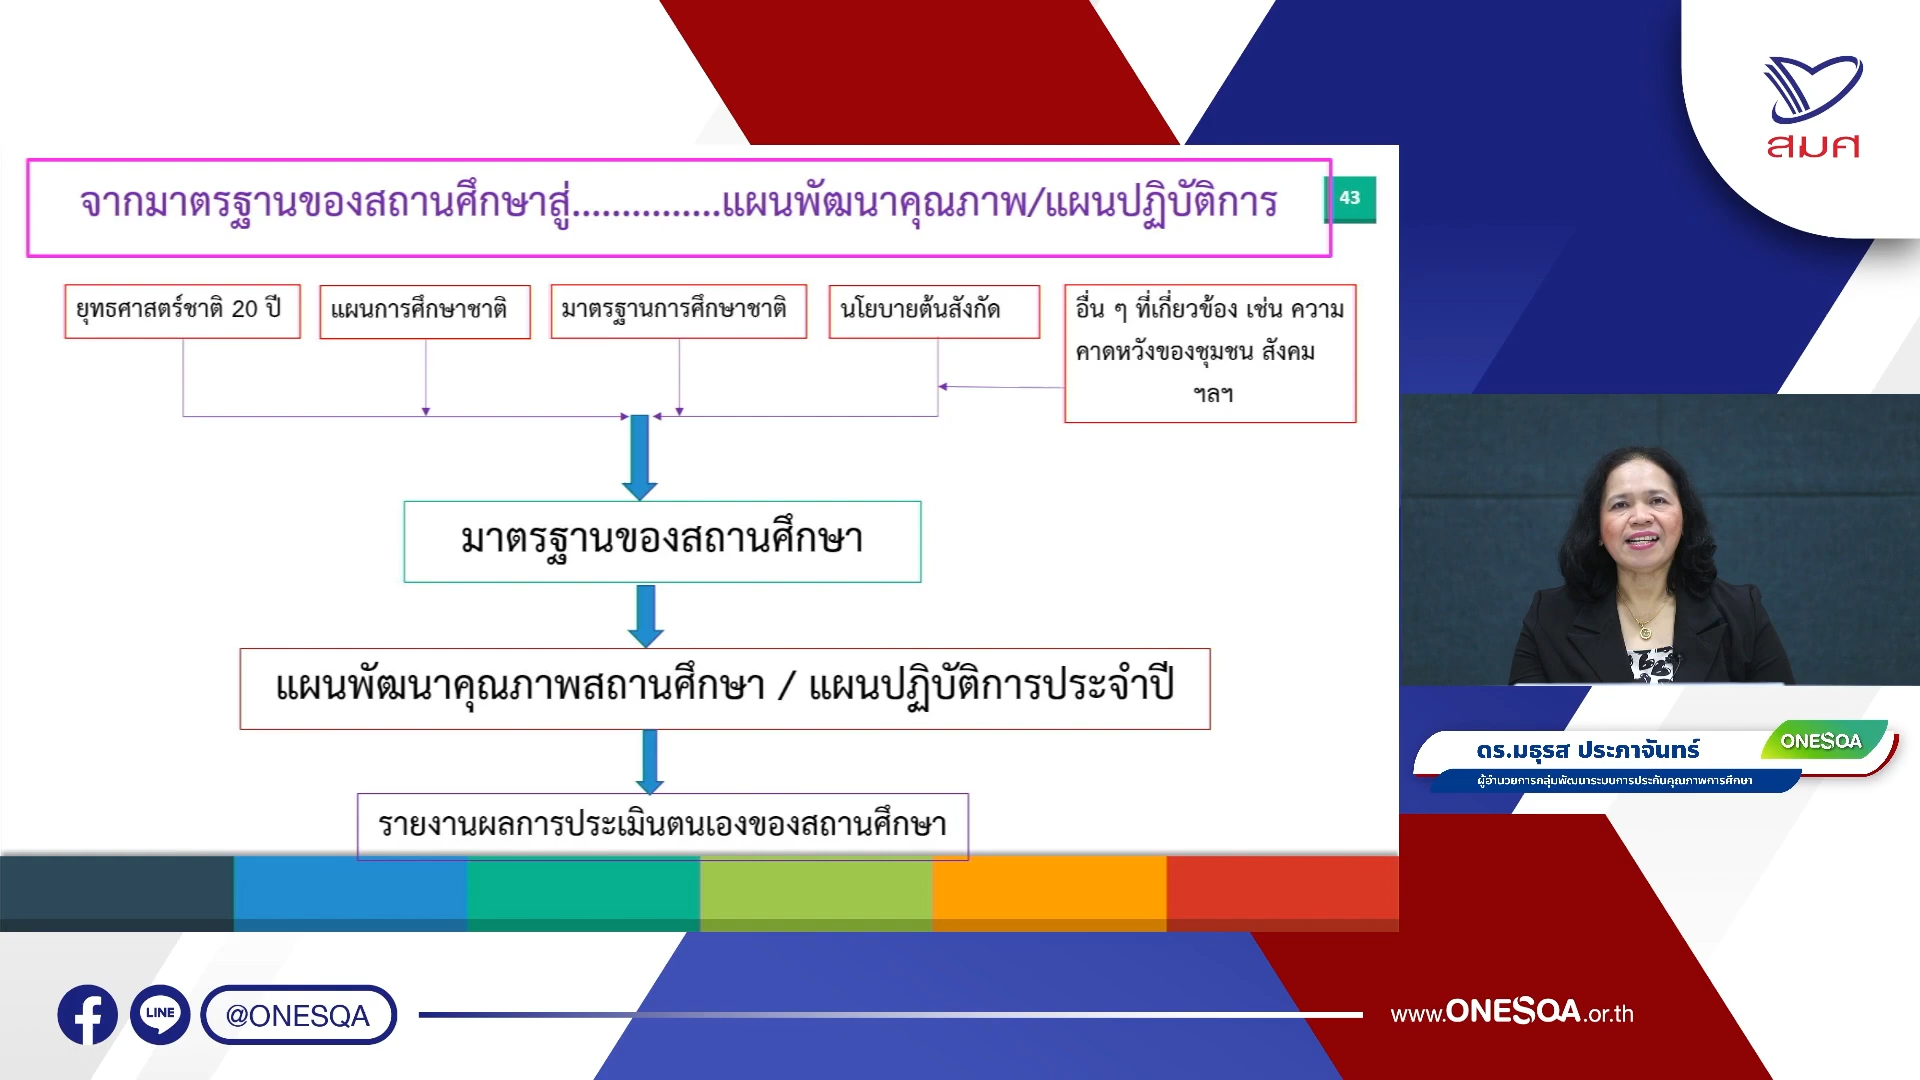 สมศ
จากมาตรฐานของสถานศึกษาสู่...............แผนพัฒนาคุณภาพ/แผนปฏิบัติการ
43
ยุทธศาสตร์ชาติ 20 ปี
แผนการศึกษาชาติ
มาตรฐานการศึกษาชาติ
นโยบายต้นสังกัด
อื่น ๆ ที่เกี่ยวข้อง เช่น ความ
คาดหวังของชุมชน สังคม
ฯลฯ
มาตรฐานของสถานศึกษา
แผนพัฒนาคุณภาพสถานศึกษา / แผนปฏิบัติการประจำปี
รายงานผลการประเมินตนเองของสถานศึกษา
ดร.มธุรส ประภาจันทร์
ONESQA
ผู้อำนวยการกลุ่มพัฒนาระบบการประกันคุณภาพการศึกษา
LINE
@ONESQA
www.ONESQA.or.th